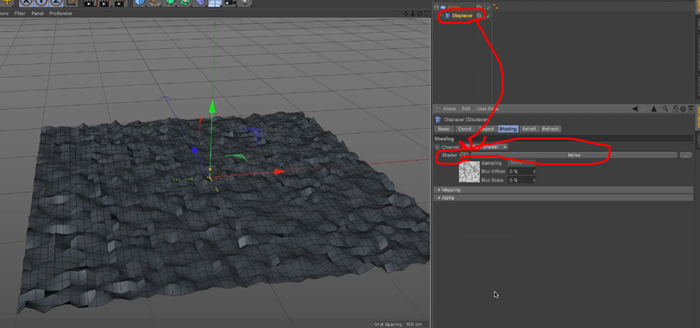 Filter Panel ProRender
Displacer
Mode Edit User Data
Displacer [Displacer]
Basic Coord. Object Shading Falloff Refresh
Shading
Channel
Shader Noise
Sampling
Blur Offset 0 %
Blur Scale 0 %
Mapping
Alpha
Grid Spacing : 100 cm